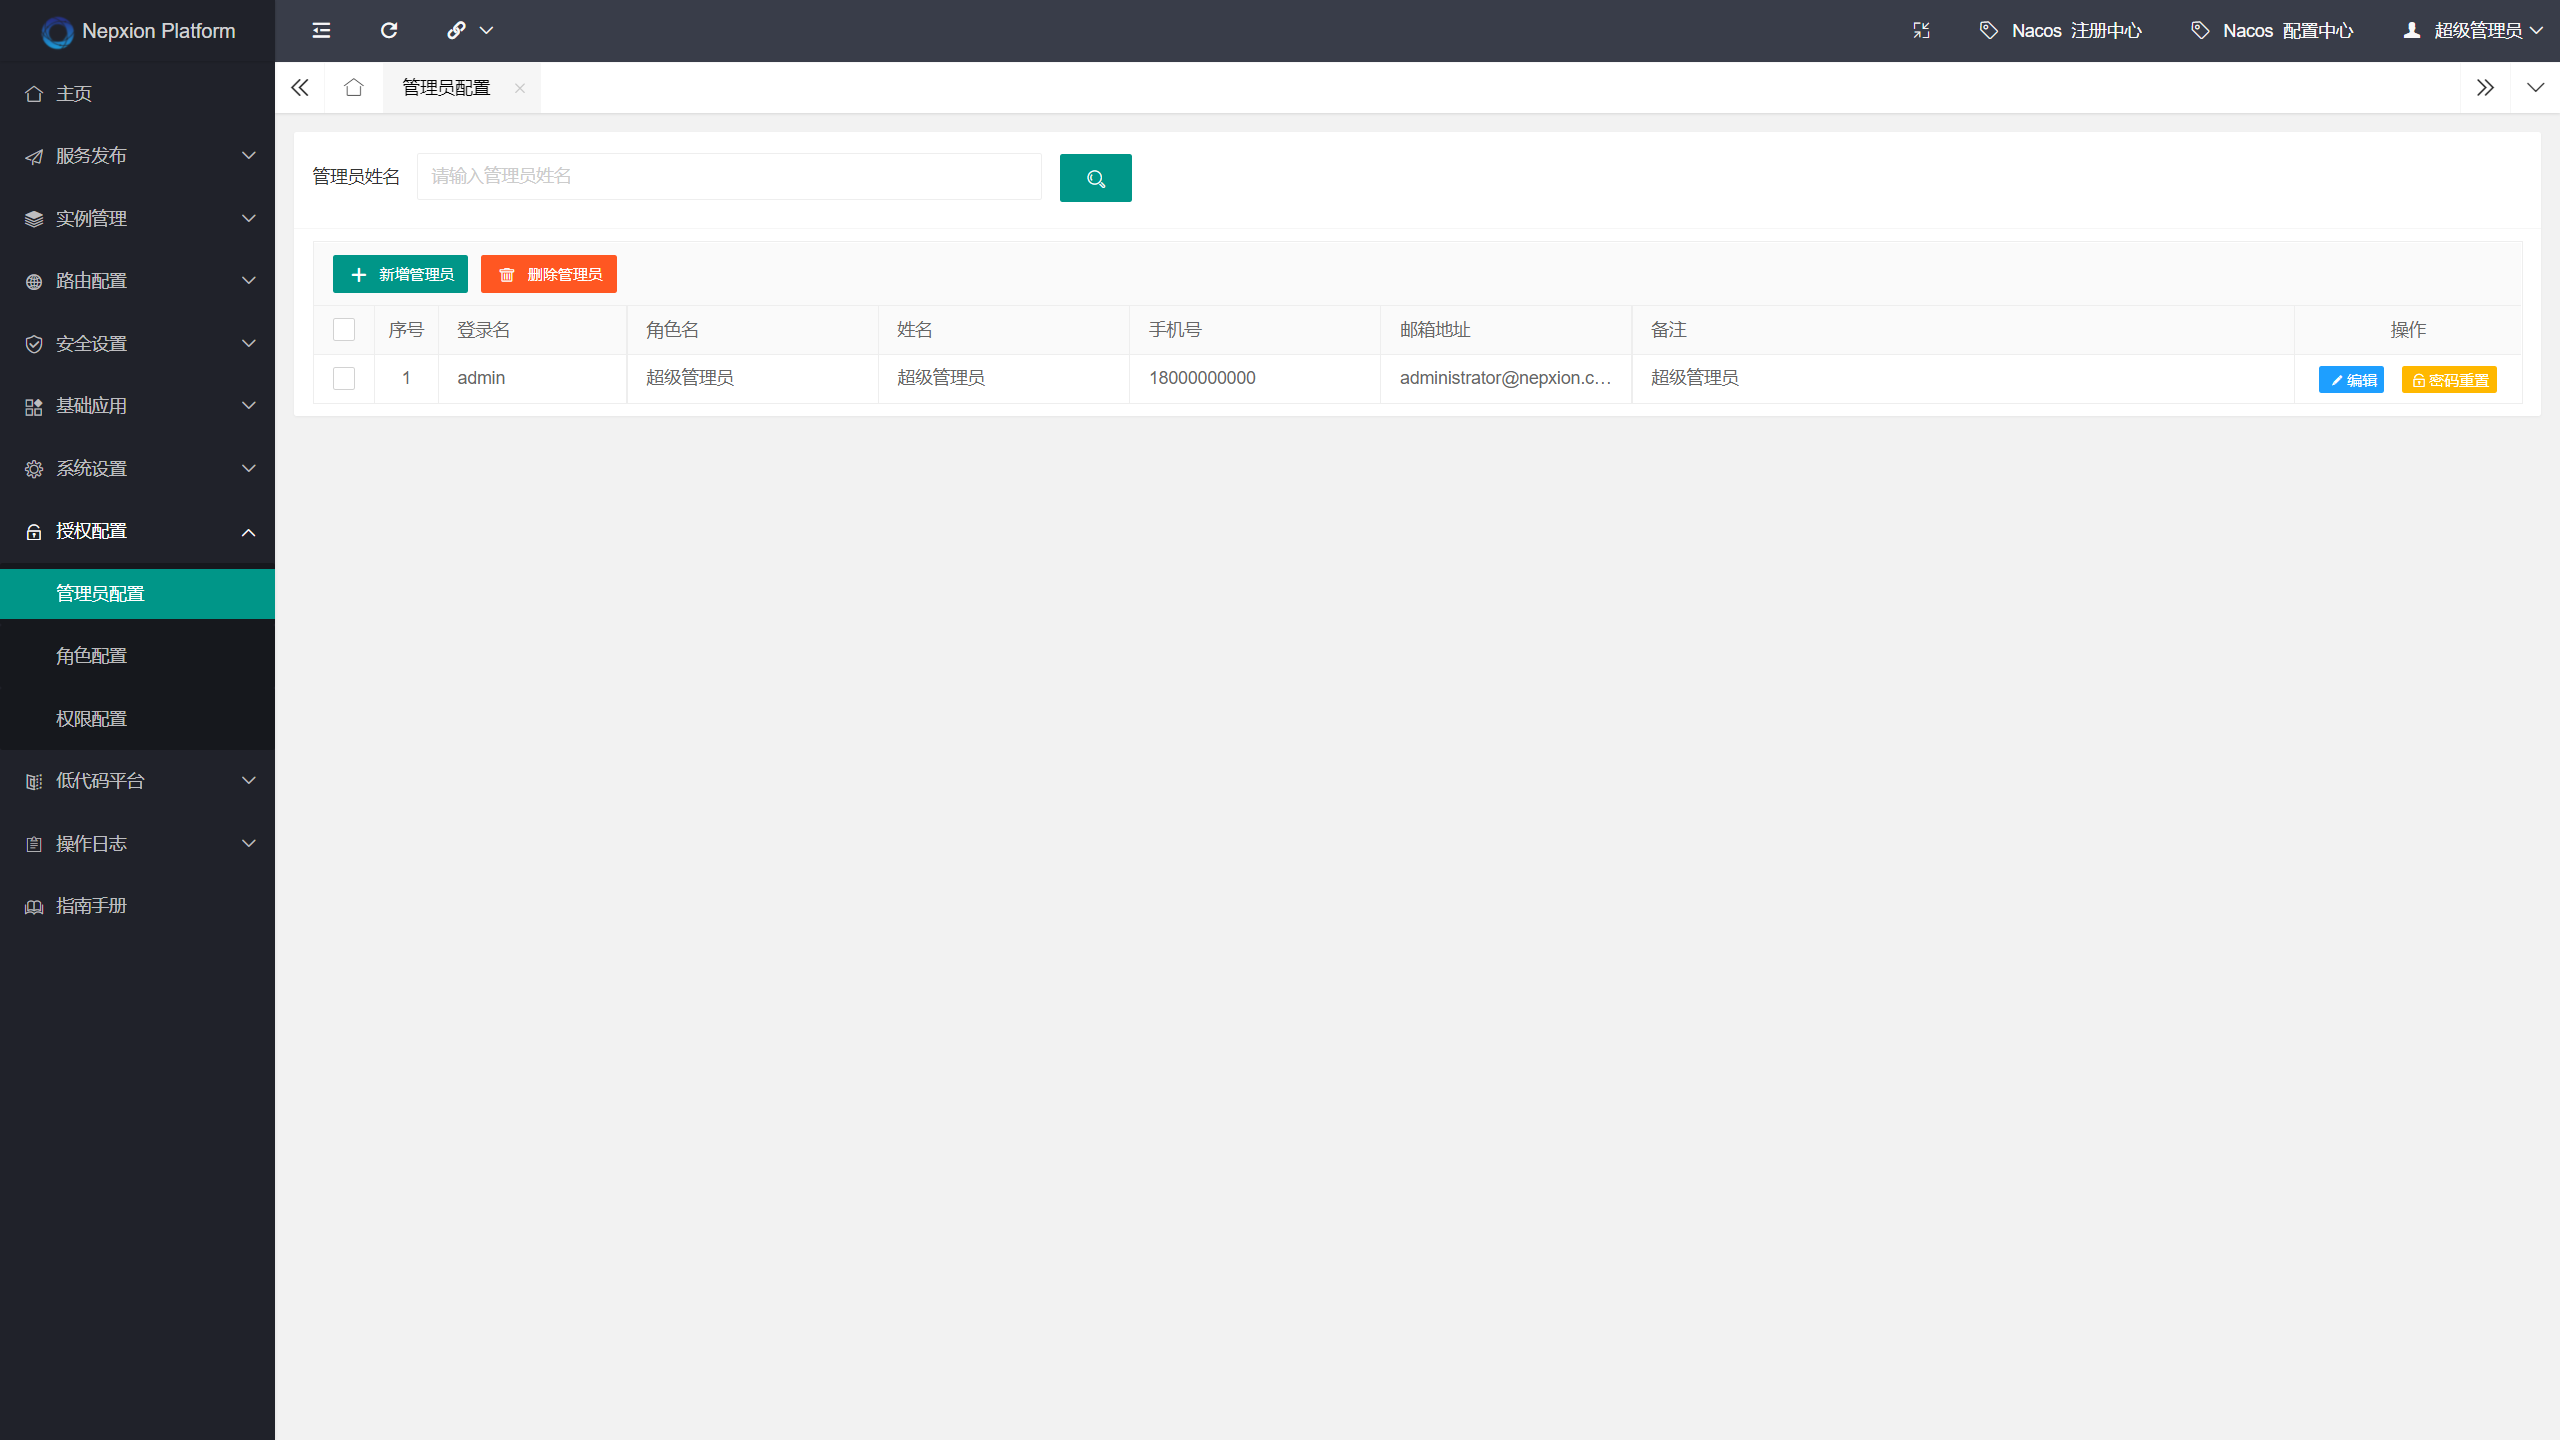 Nepxion Platform
Nacos 注册中心
Nacos 配置中心
超级管理员
主页
服务发布
实例管理
路由配置
安全设置
基础应用
系统设置
授权配置
管理员配置
角色配置
权限配置
低代码平台
操作日志
指南手册
管理员配置
管理员姓名 请输入管理员姓名
新增管理员 删除管理员
序号 登录名 角色名 姓名 手机号 邮箱地址 备注 操作
1 admin 超级管理员 超级管理员 18000000000 administrator@nepxion.c... 超级管理员 编辑 密码重置